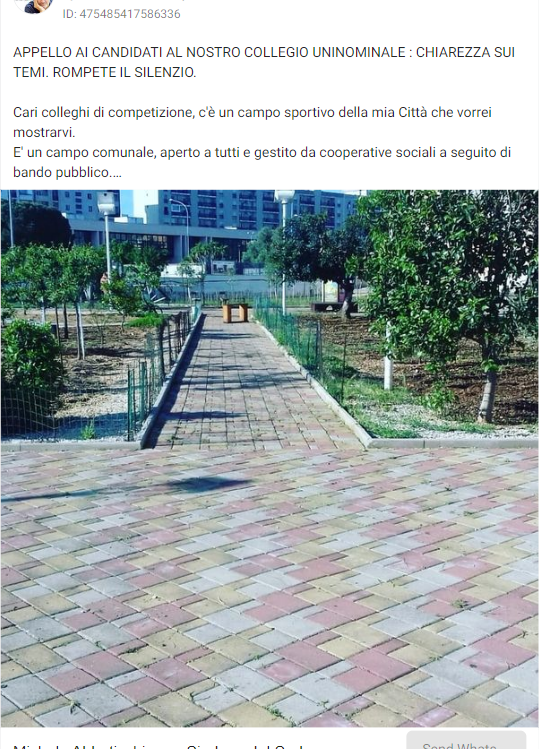 ID: 475485417586336
APPELLO AI CANDIDATI AL NOSTRO COLLEGIO UNINOMINALE : CHIAREZZA SUI
TEMI. ROMPETE IL SILENZIO.
Cari colleghi di competizione, c'è un campo sportivo della mia Città che vorrei
mostrarvi.
E' un campo comunale, aperto a tutti e gestito da cooperative sociali a seguito di
bando pubblico....
Send Whats